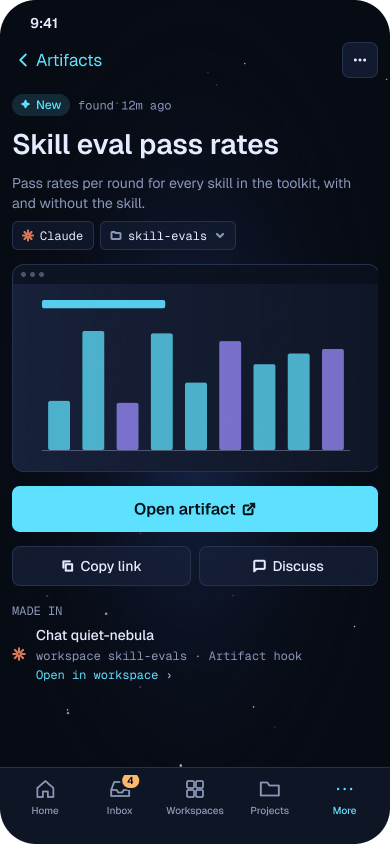 9:41
Artifacts
New
found 12m ago
Skill eval pass rates
Pass rates per round for every skill in the toolkit, with
and without the skill.
Claude
skill-evals
Open artifact
Copy link
Discuss
MADE IN
Chat quiet-nebula
workspace skill-evals · Artifact hook
Open in workspace ›
4
Home
Inbox
Workspaces
Projects
More